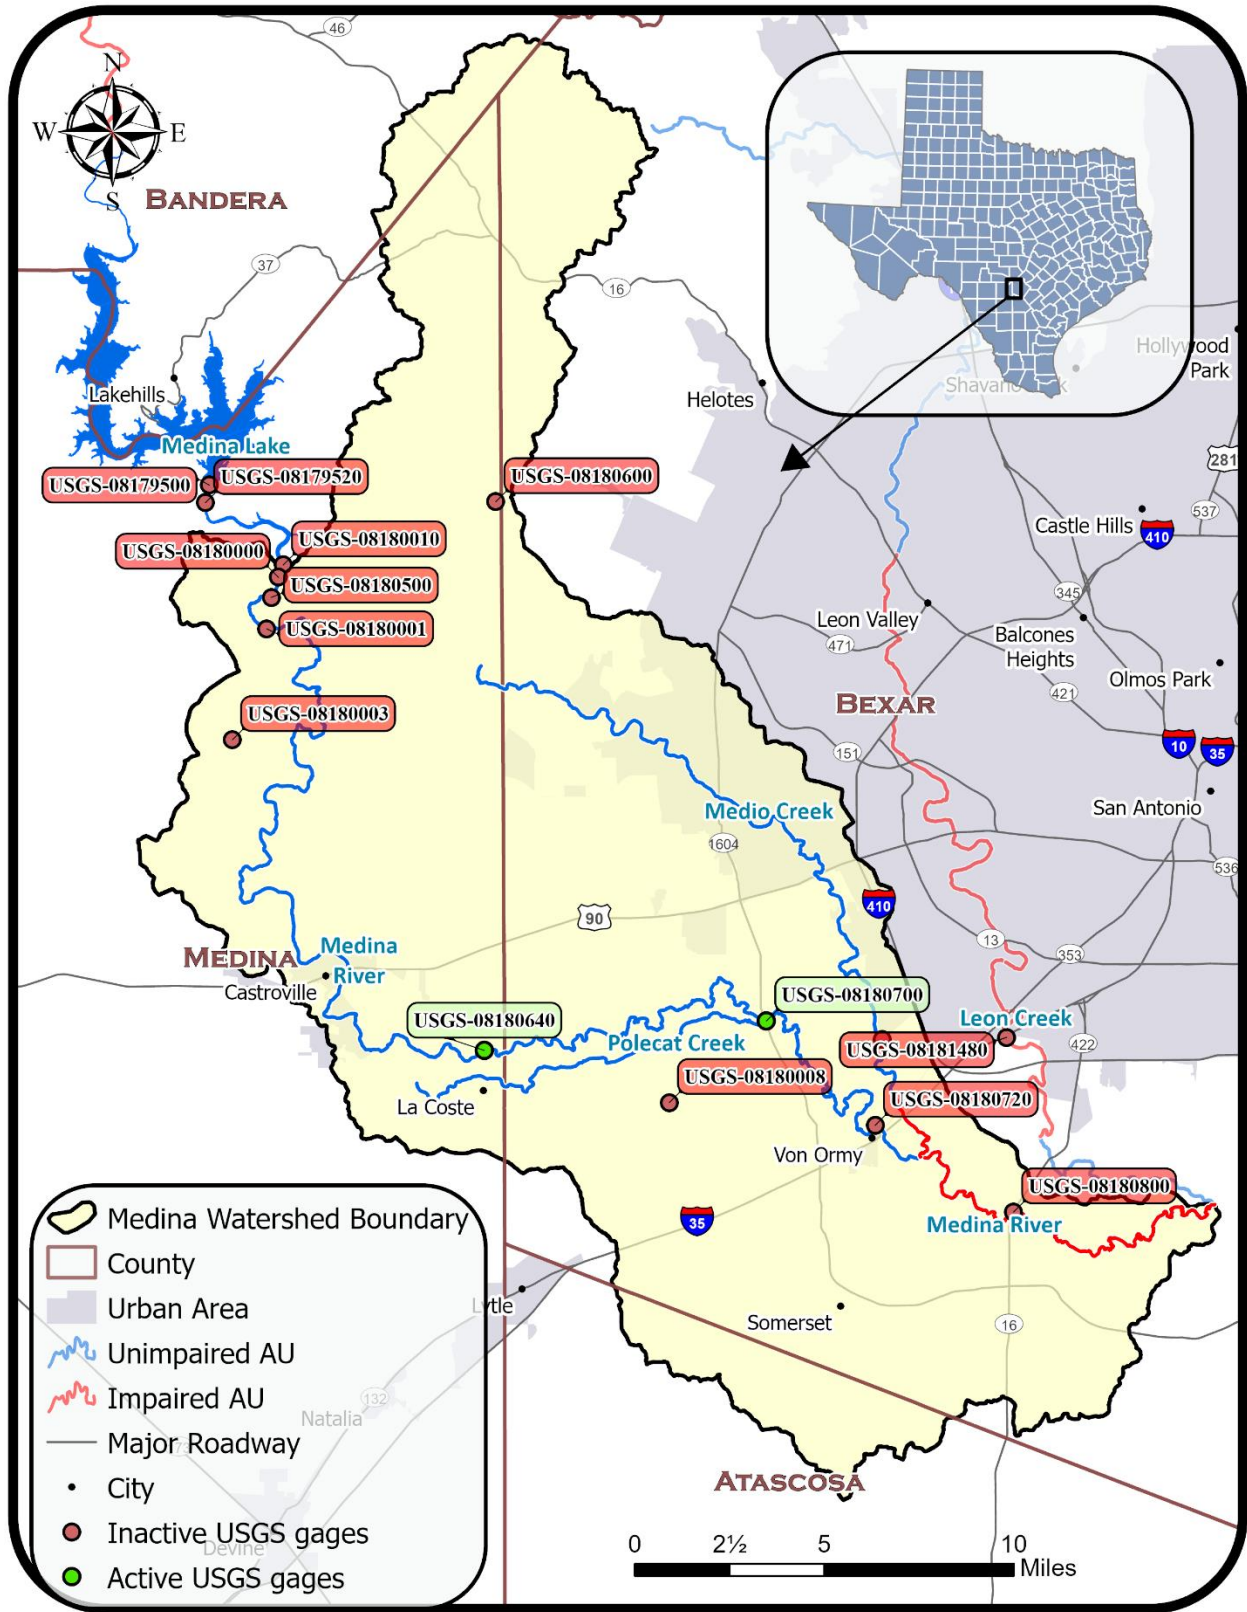 46
N
W
E
S
BANDERA
37
16
Hollywood
Park
Shavano Park
Lakehills
Helotes
Medina Lake
281
USGS-08179500
USGS-08179520
USGS-08180600
537
Castle Hills
410
USGS-08180000
USGS-08180010
USGS-08180500
345
Leon Valley
USGS-08180001
471
Balcones
Heights
Olmos Park
421
BEXAR
USGS-08180003
151
10
35
San Antonio
Medio Creek
1604
536
410
90
13
353
MEDINA
Medina
River
Castroville
USGS-08180700
USGS-08180640
Leon Creek
Polecat Creek
USGS-08181480
422
USGS-08180008
USGS-08180720
La Coste
Von Ormy
USGS-08180800
35
Medina River
Medina Watershed Boundary
County
Urban Area
Lytle
Somerset
16
Unimpaired AU
Impaired AU
132
Natalia
Major Roadway
City
Inactive USGS gages
Devine
Active USGS gages
ATASCOSA
0
2½
5
10
Miles